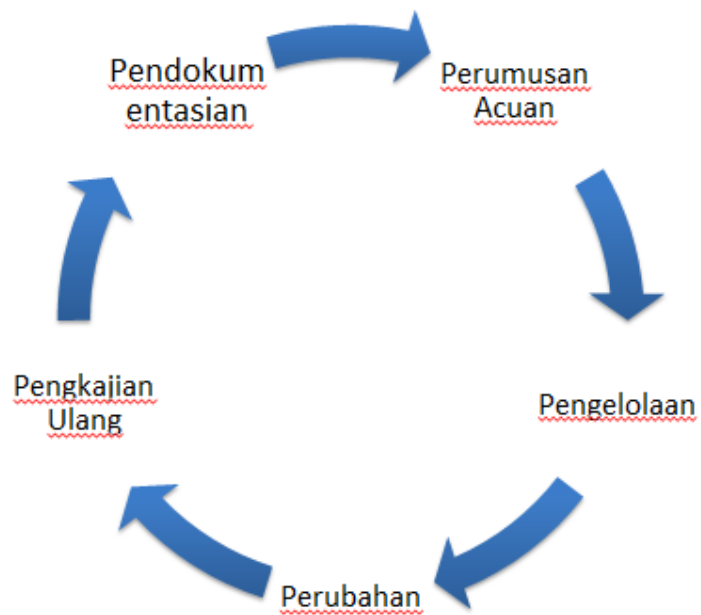 Pendokum
entasian
Perumusan
Acuan
Pengelolaan
Perubahan
Pengkajian
Ulang